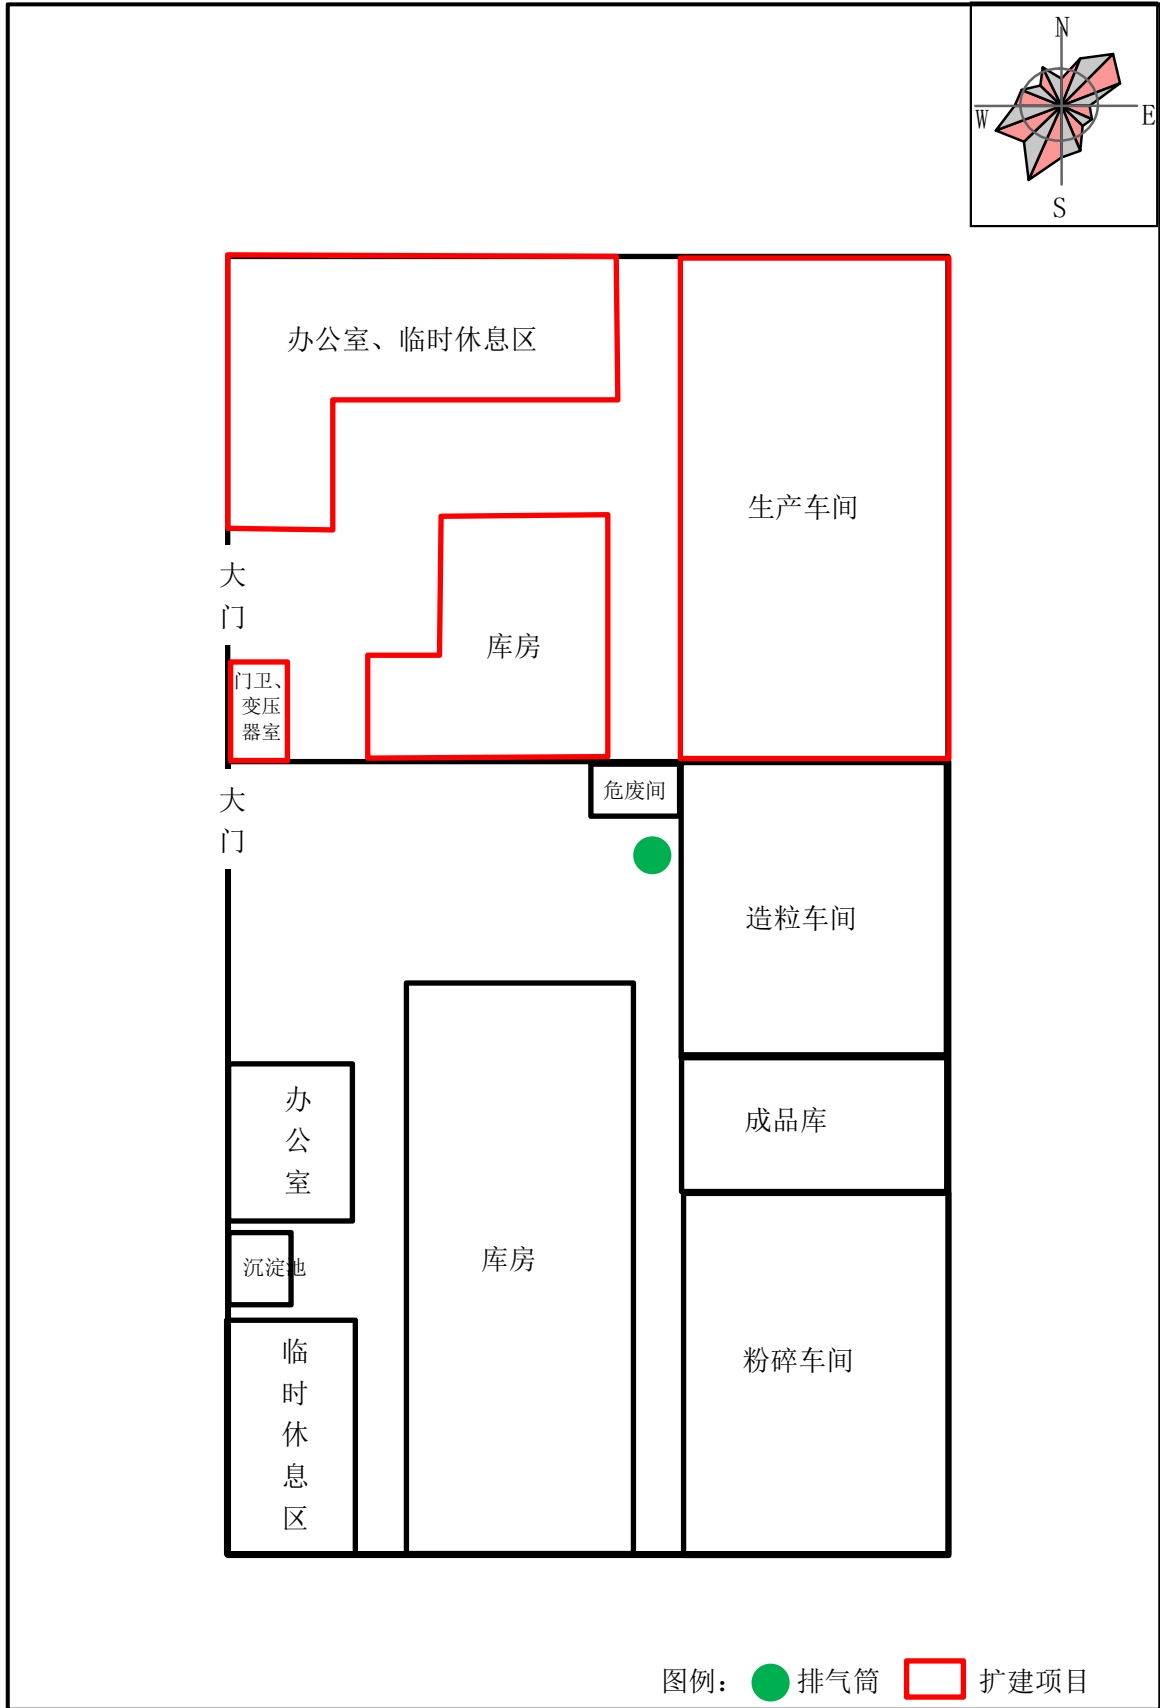 N
W
E
S
办公室、临时休息区
生产车间
大
门
库房
门卫、
变压
器室
大
门
危废间
造粒车间
办
公
室
成品库
沉淀池
库房
临
时
休
息
区
粉碎车间
图例： 排气筒 扩建项目